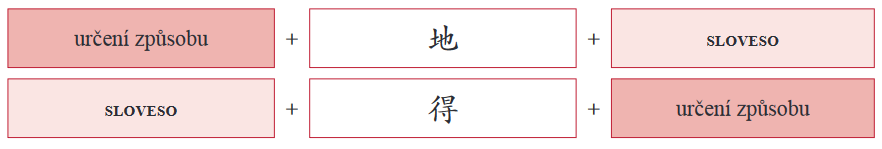 určení způsobu + 地 + SLOVESO
SLOVESO + 得 + určení způsobu